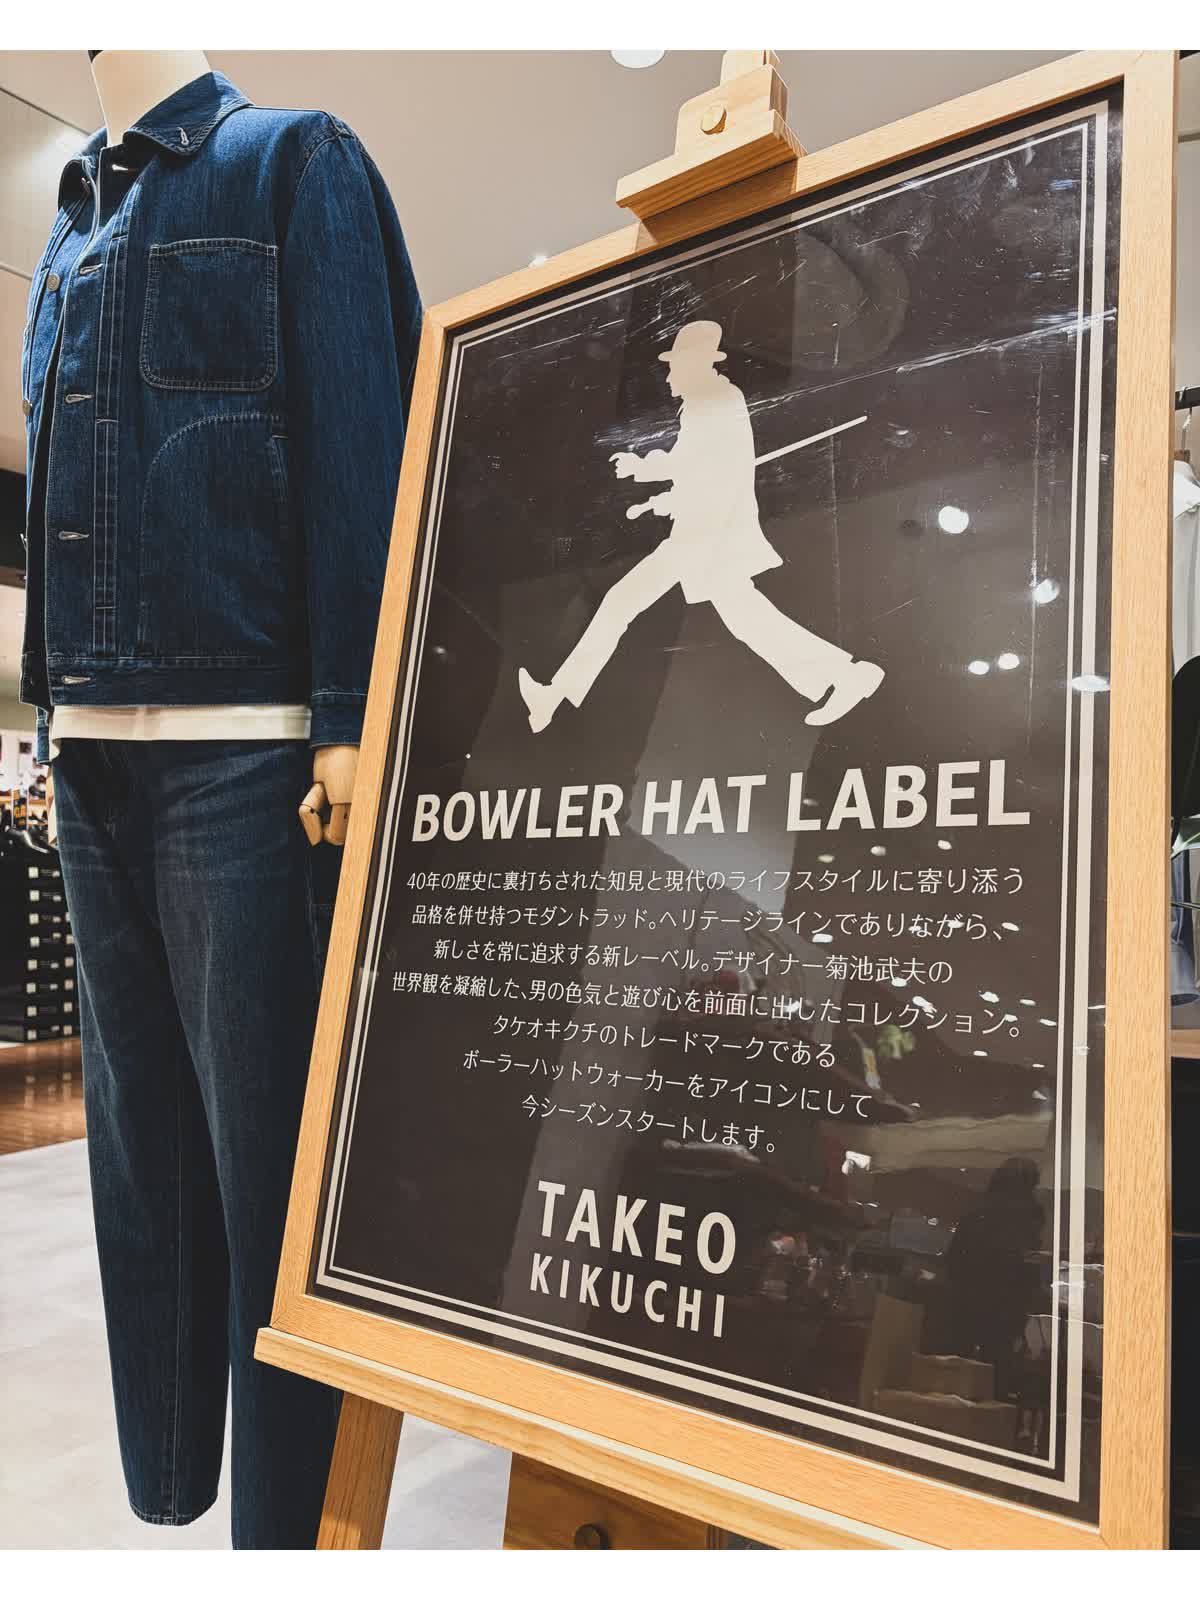 BOWLER HAT LABEL
40年の歴史に裏打ちされた知見と現代のライフスタイルに寄り添う
品格を併せ持つモダントラッド。ヘリテージラインでありながら、
新しさを常に追求する新レーベル。デザイナー菊池武夫の
世界観を凝縮した、男の色気と遊び心を前面に出したコレクション。
タケオキクチのトレードマークである
ボーラーハットウォーカーをアイコンにして
今シーズンスタートします。
TAKEO
KIKUCHI